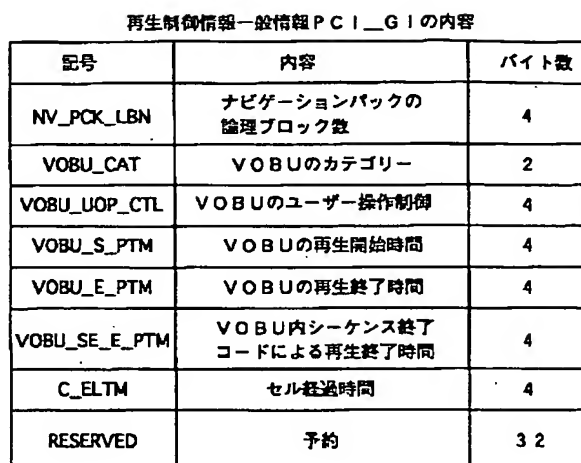 再生制御情報一般情報PCI_GIの内容
記号 内容 バイト数
NV_PCK_LBN ナビゲーションパックの
論理ブロック数 4
VOBU_CAT VOBUのカテゴリー 2
VOBU_UOP_CTL VOBUのユーザー操作制御 4
VOBU_S_PTM VOBUの再生開始時間 4
VOBU_E_PTM VOBUの再生終了時間 4
VOBU_SE_E_PTM VOBU内シーケンス終了
コードによる再生終了時間 4
C_ELTM セル経過時間 4
RESERVED 予約 32